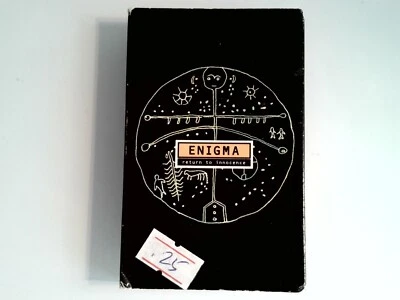 ENIGMA
return to innocence
25